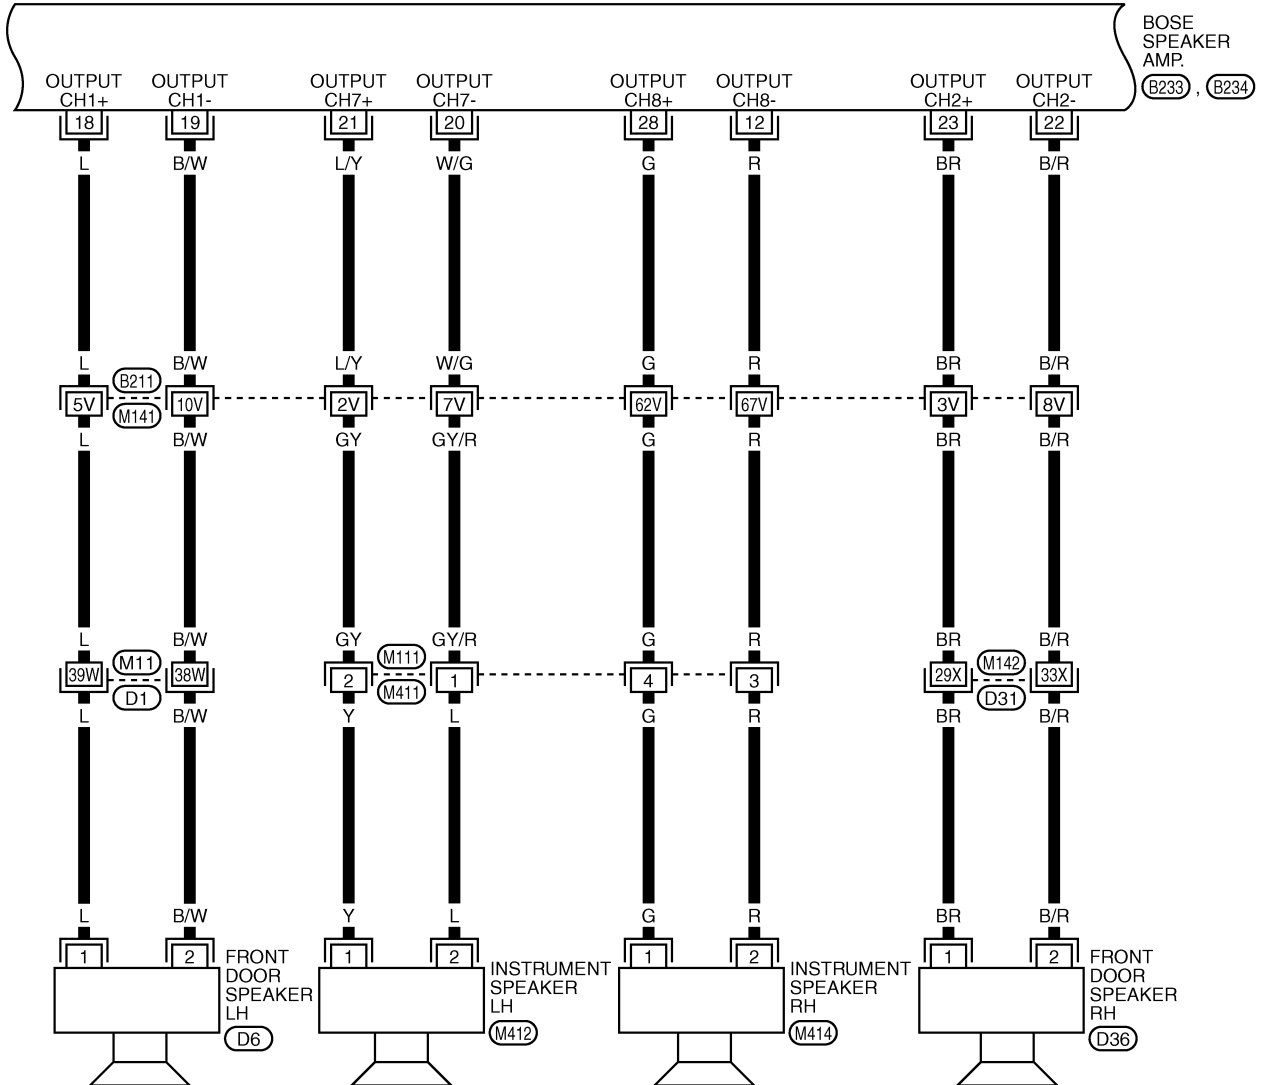 BOSE
SPEAKER
AMP.
B233 , B234
OUTPUT OUTPUT OUTPUT OUTPUT OUTPUT OUTPUT OUTPUT OUTPUT
CH1+ CH1- CH7+ CH7- CH8+ CH8- CH2+ CH2-
18 19 21 20 28 12 23 22
L B/W L/Y W/G G R BR B/R
L B/W L/Y W/G G R BR B/R
B211
5V 10V 2V 7V 62V 67V 3V 8V
M141
L B/W GY GY/R G R BR B/R
L B/W GY GY/R G R BR B/R
M11 M111 M142
39W 38W 2 1 4 3 29X 33X
D1 M411 D31
L B/W Y L G R BR B/R
L B/W Y L G R BR B/R
1 2 1 2 1 2 1 2
FRONT
DOOR
SPEAKER
LH
D6
INSTRUMENT
SPEAKER
LH
M412
INSTRUMENT
SPEAKER
RH
M414
FRONT
DOOR
SPEAKER
RH
D36